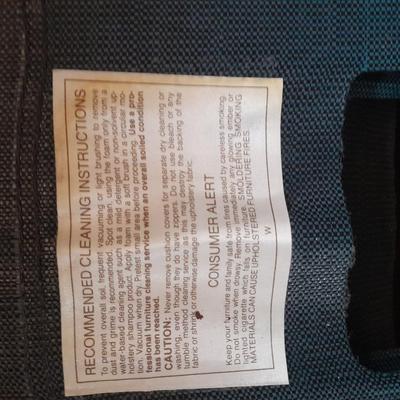 RECOMMENDED CLEANING INSTRUCTIONS
To prevent overall soil, frequent vacuuming or light brushing to remove
dust and grime is recommended. Spot clean, using the foam only from a
water-based cleaning agint such as a mild detergent or non-solvent up-
holstery shampoo product. Apply foam with a soft brush in a circular mo-
tion. Vacuum when dry. Pretest small area before proceeding. Use a pro-
fessional furniture cleaning service when an overall soiled condition
has been reached.
CAUTION: Never remove cushion covers for separate dry cleaning or
washing, even though they do have zippers. Do not use bleach or any
tumble method cleaning service as this may destroy the backing of the
fabric or shrink or otherwise damage the upholstery fabric.
CONSUMER ALERT
Keep your furniture and family safe from fires caused by careless smoking.
Do not smoke when drowsy. Remove immediately any glowing ember or
lighted cigarette which falls on furniture. SMOLDERING SMOKING
MATERIALS CAN CAUSE UPHOLSTERED FURNITURE FIRES.
W